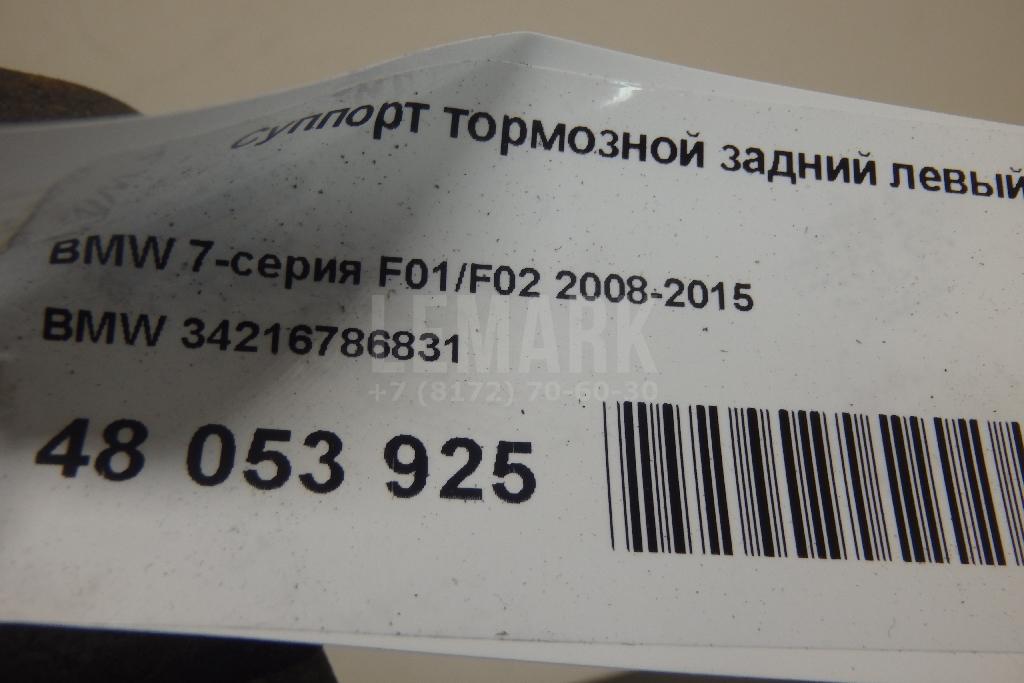 суппорт тормозной задний левый
BMW 7-серия F01/F02 2008-2015
BMW 34216786831
LEMARK
+7 (8172) 70-60-30
48 053 925